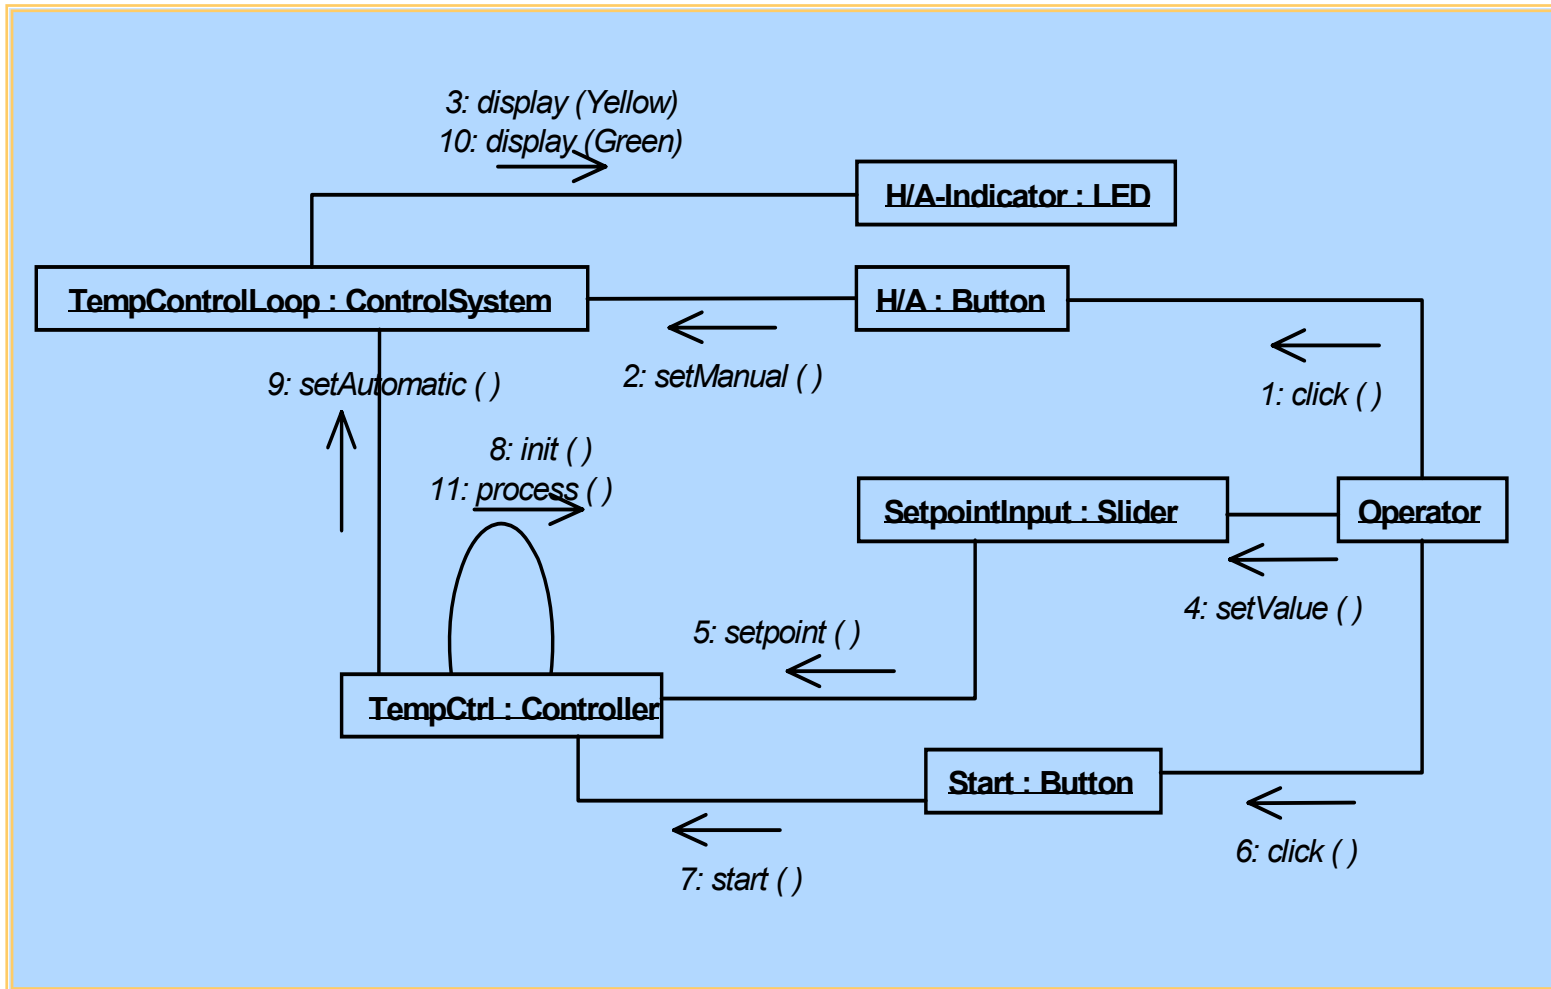 3: display (Yellow)
10: display (Green)
H/A-Indicator : LED
TempControlLoop : ControlSystem
H/A : Button
9: setAutomatic ( )
2: setManual ( )
1: click ( )
8: init ( )
11: process ( )
SetpointInput : Slider
Operator
4: setValue ( )
5: setpoint ( )
TempCtrl : Controller
Start : Button
6: click ( )
7: start ( )